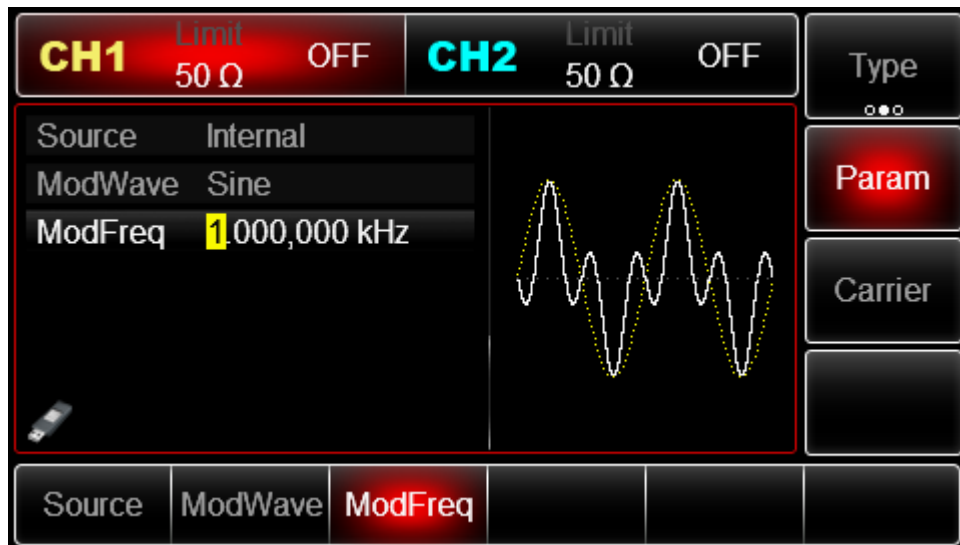 CH1 Limit 50 Ω OFF CH2 Limit 50 Ω OFF
Type
Source Internal
ModWave Sine
ModFreq 1.000,000 kHz
Param
Carrier
Source ModWave ModFreq